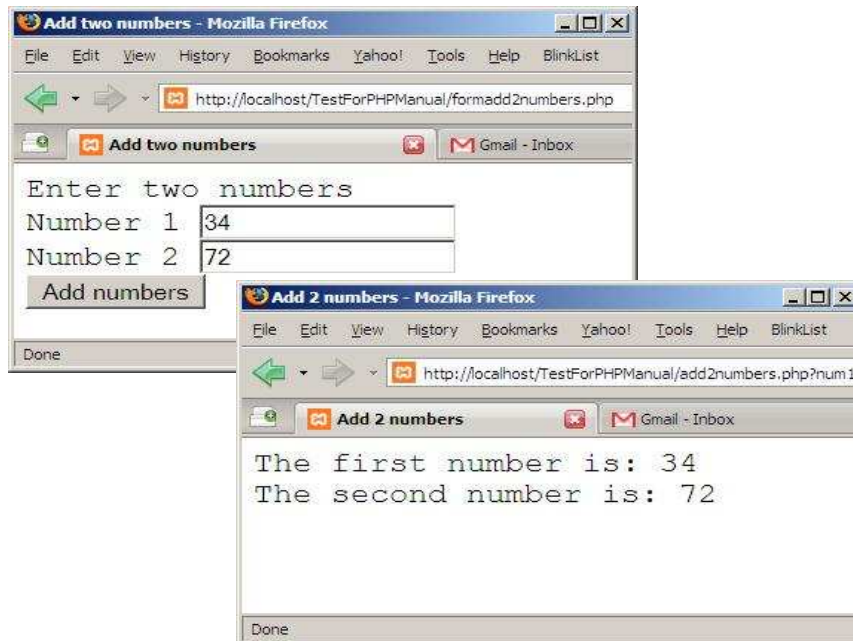 Add two numbers - Mozilla Firefox
File Edit View History Bookmarks Yahoo! Tools Help BlinkList
http://localhost/TestForPHPManual/formadd2numbers.php
Add two numbers Gmail - Inbox
Enter two numbers
Number 1 34
Number 2 72
Add numbers
Done
Add 2 numbers - Mozilla Firefox
File Edit View History Bookmarks Yahoo! Tools Help BlinkList
http://localhost/TestForPHPManual/add2numbers.php?num1
Add 2 numbers Gmail - Inbox
The first number is: 34
The second number is: 72
Done